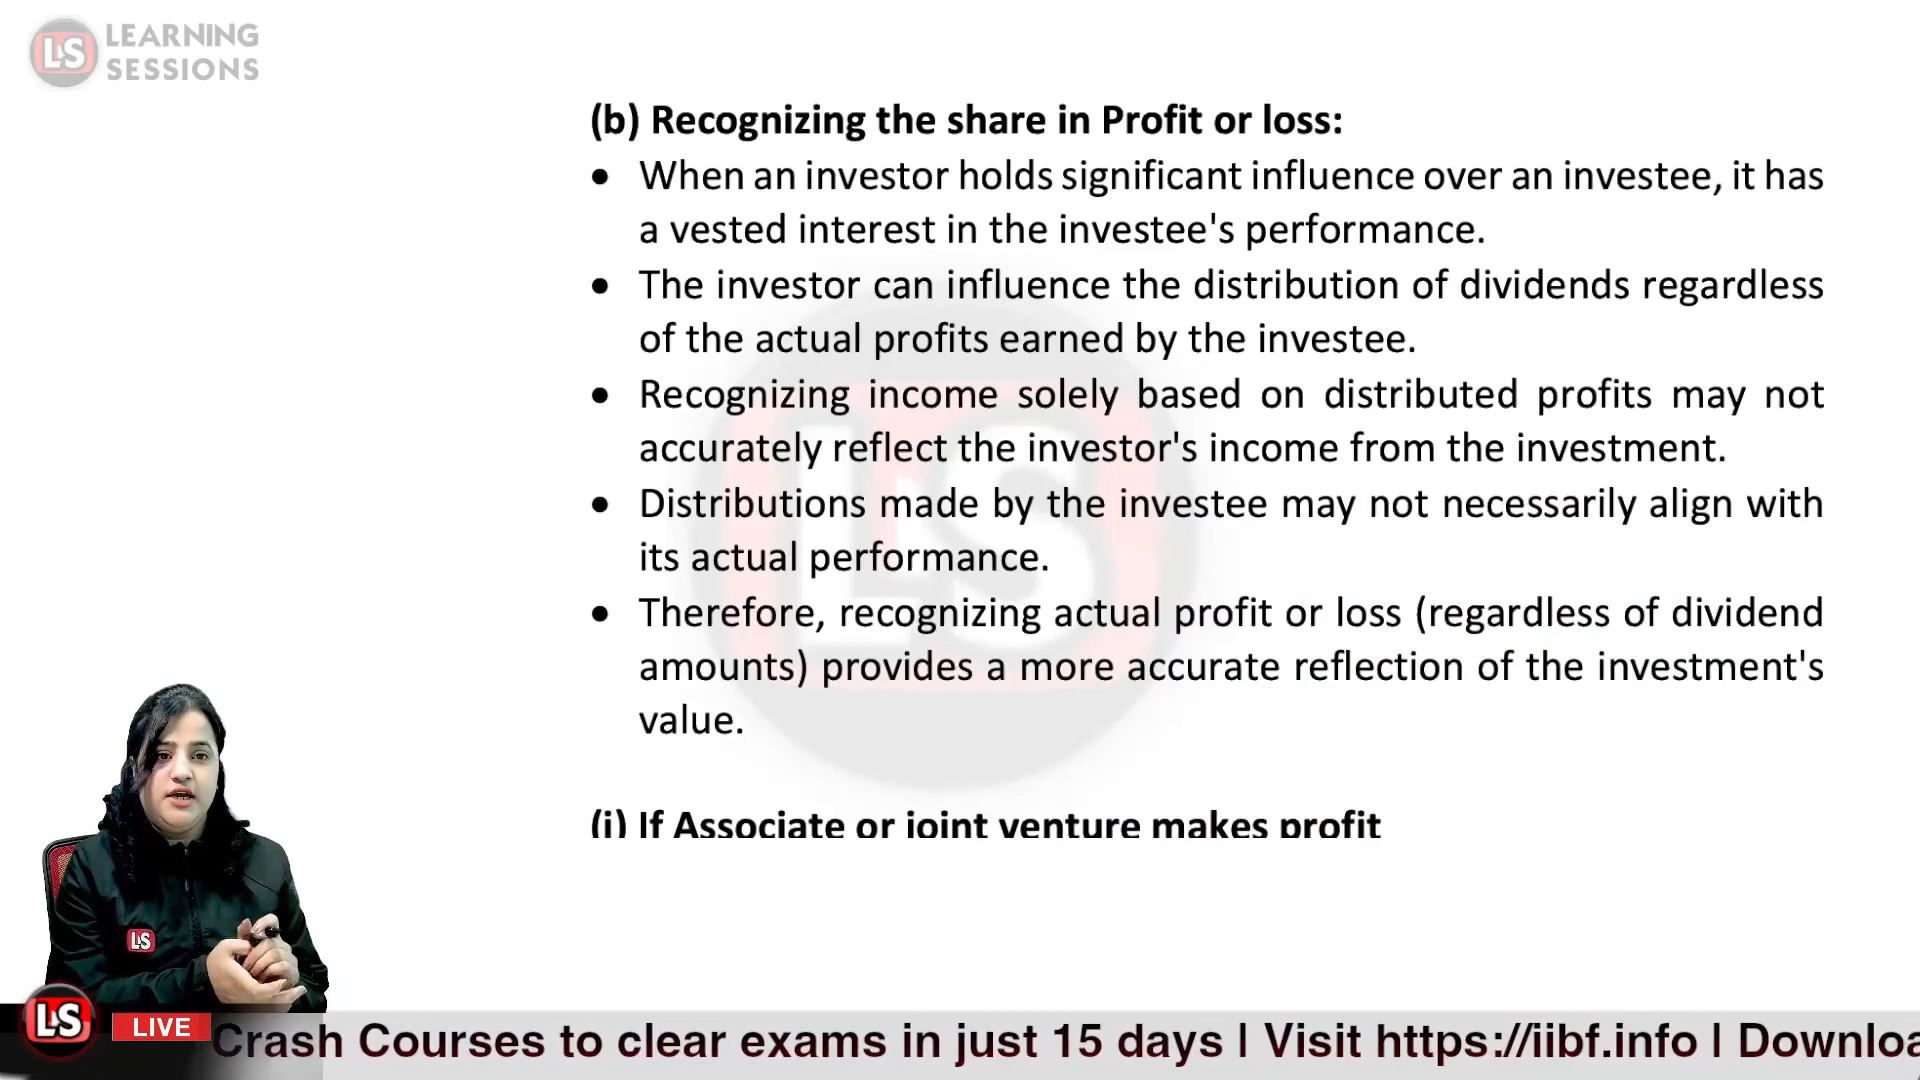 LS LEARNING
SESSIONS
(b) Recognizing the share in Profit or loss:
• When an investor holds significant influence over an investee, it has
a vested interest in the investee's performance.
• The investor can influence the distribution of dividends regardless
of the actual profits earned by the investee.
• Recognizing income solely based on distributed profits may not
accurately reflect the investor's income from the investment.
• Distributions made by the investee may not necessarily align with
its actual performance.
• Therefore, recognizing actual profit or loss (regardless of dividend
amounts) provides a more accurate reflection of the investment's
value.
(i) If Associate or joint venture makes profit
LS
LS
LS
LIVE
Crash Courses to clear exams in just 15 days | Visit https://iibf.info | Downloa